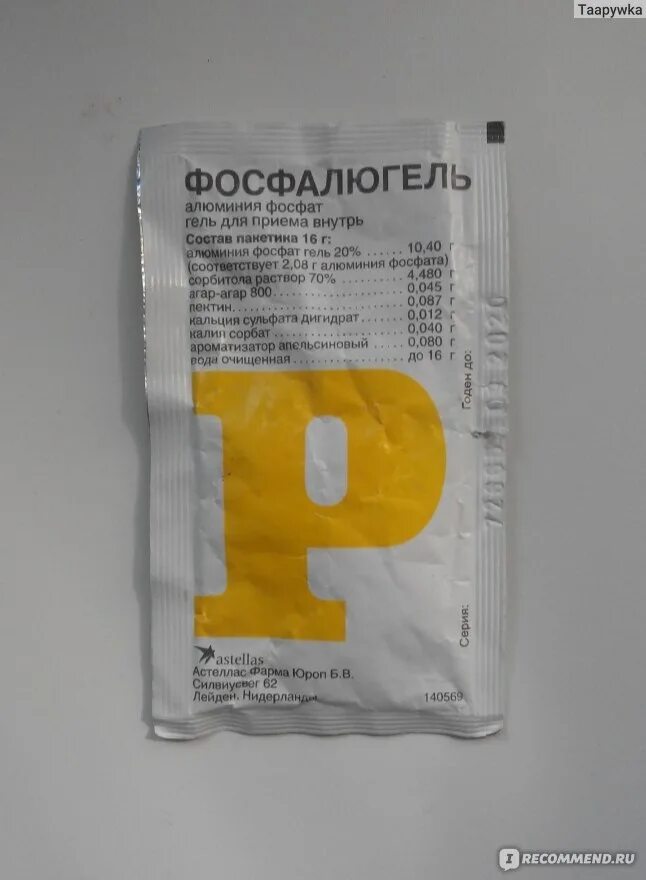 Таарywka
ФОСФАЛЮГЕЛЬ
алюминия фосфат
гель для приема внутрь
Состав пакетика 16 г:
алюминия фосфат гель 20% ...... 10,40 г
(соответствует 2,08 г алюминия фосфата)
сорбитола раствор 70% ......... 4,480 г
агар-агар 800 ................. 0,045 г
пектин ........................ 0,087 г
кальция сульфата дигидрат ..... 0,012 г
калия сорбат .................. 0,040 г
ароматизатор апельсиновый .... 0,080 г
вода очищенная ................ до 16 г
Годен до:
2020
Серия:
P
astellas
Астеллас Фарма Юроп Б.В.
Силвиусвег 62
Лейден, Нидерланды
140569
I RECOMMEND.RU